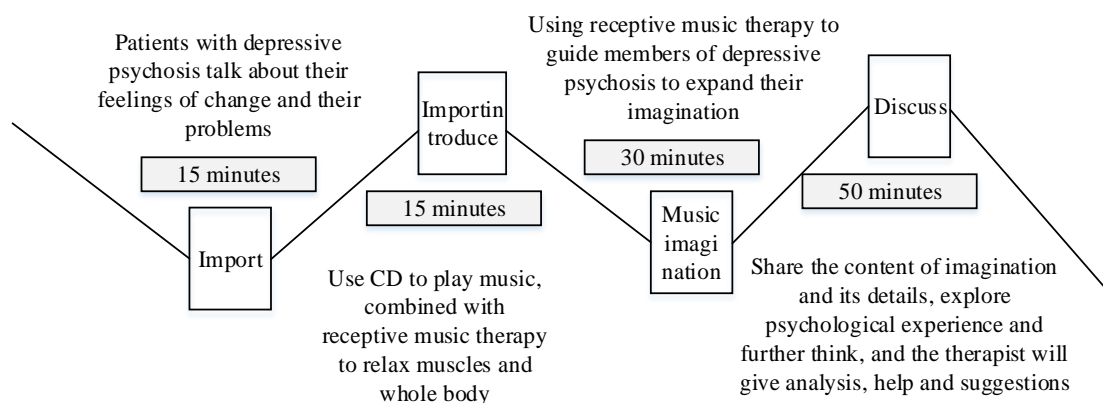 Patients with depressive
psychosis talk about their
feelings of change and their
problems
15 minutes
Import
Importin
troduce
15 minutes
Use CD to play music,
combined with
receptive music therapy
to relax muscles and
whole body
Using receptive music therapy to
guide members of depressive
psychosis to expand their
imagination
30 minutes
Music
imagi
nation
Discuss
50 minutes
Share the content of imagination
and its details, explore
psychological experience and
further think, and the therapist will
give analysis, help and suggestions